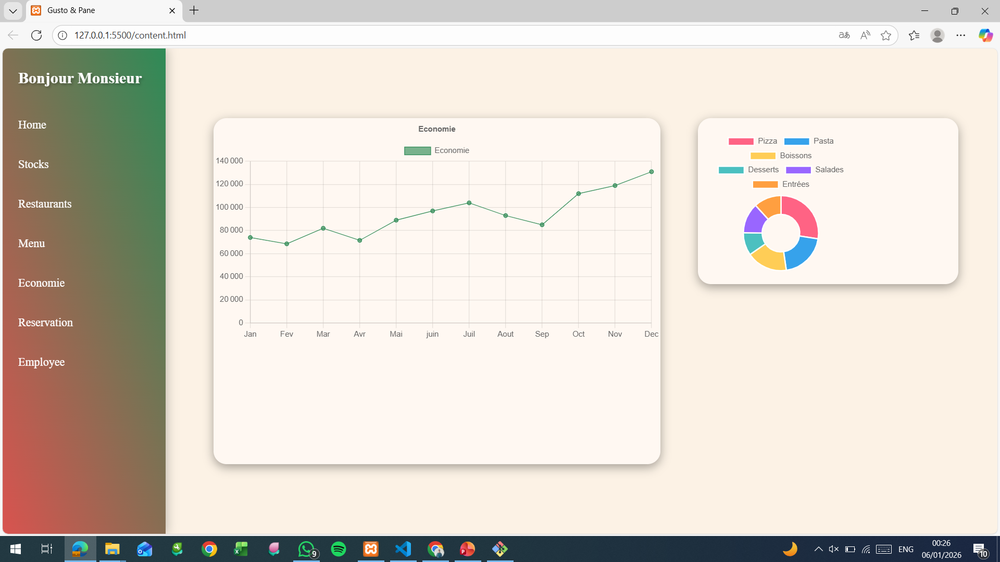 Gusto & Pane
127.0.0.1:5500/content.html
Bonjour Monsieur
Home
Stocks
Restaurants
Menu
Economie
Reservation
Employee
Economie
Economie
140 000
120 000
100 000
80 000
60 000
40 000
20 000
0
Jan Fev Mar Avr Mai juin Juil Aout Sep Oct Nov Dec
Pizza Pasta
Boissons
Desserts Salades
Entrées
9
ENG
00:26
06/01/2026
10